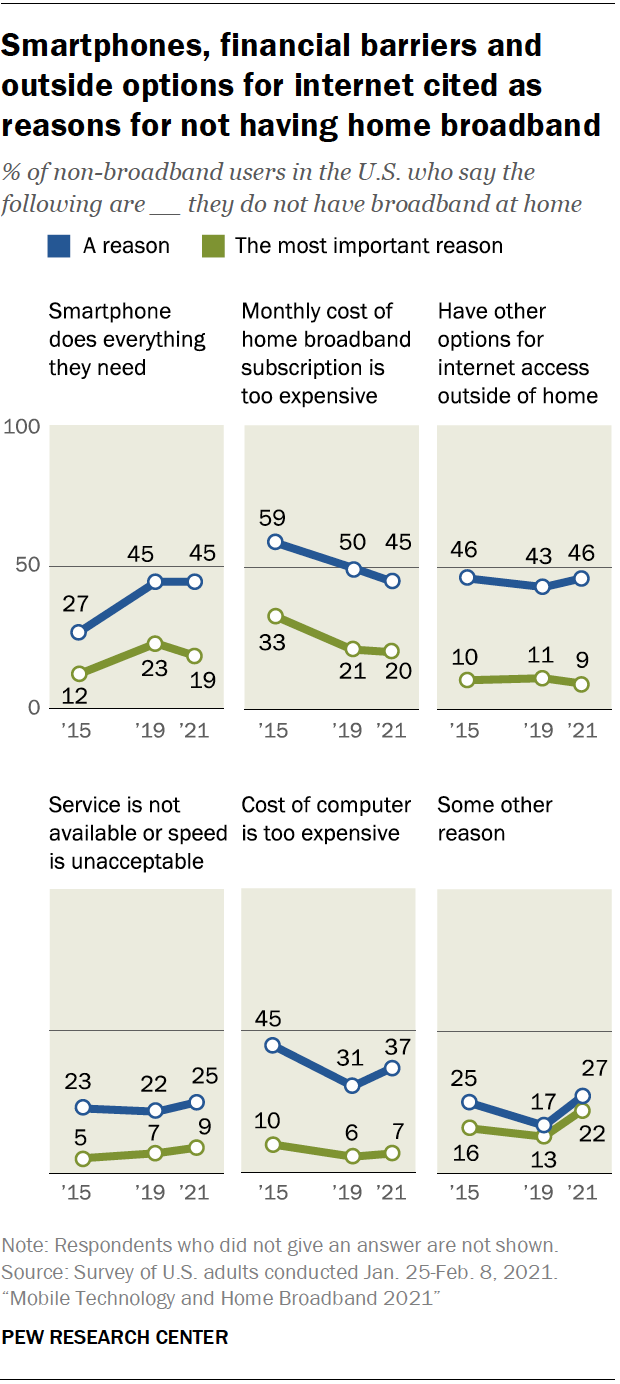 Smartphones, financial barriers and
outside options for internet cited as
reasons for not having home broadband
% of non-broadband users in the U.S. who say the
following are __ they do not have broadband at home
A reason
The most important reason
Smartphone
does everything
they need
Monthly cost of
home broadband
subscription is
too expensive
Have other
options for
internet access
outside of home
100
50
0
27
45
45
12
23
19
’15
’19
’21
59
50
45
33
21
20
’15
’19
’21
46
43
46
10
11
9
’15
’19
’21
Service is not
available or speed
is unacceptable
Cost of computer
is too expensive
Some other
reason
23
22
25
5
7
9
’15
’19
’21
45
31
37
10
6
7
’15
’19
’21
25
17
27
16
13
22
’15
’19
’21
Note: Respondents who did not give an answer are not shown.
Source: Survey of U.S. adults conducted Jan. 25-Feb. 8, 2021.
“Mobile Technology and Home Broadband 2021”
PEW RESEARCH CENTER